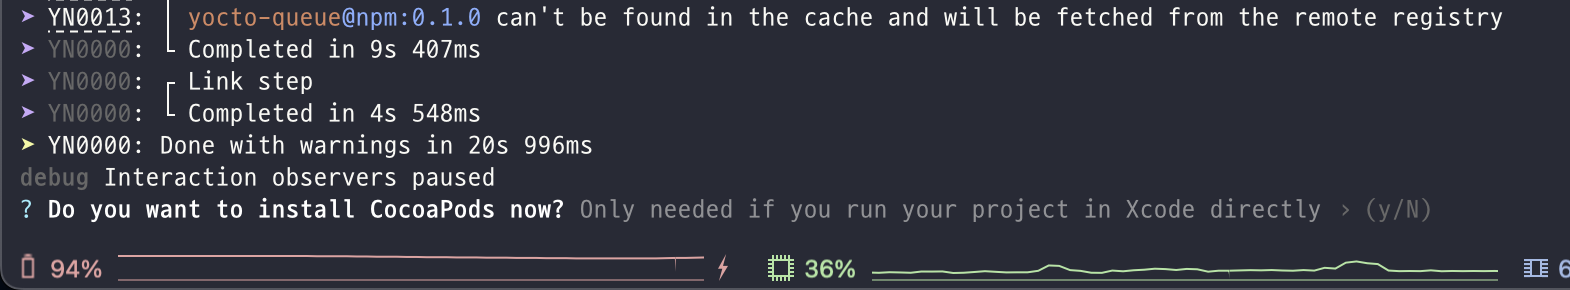 ➤ YN0013: │ yocto-queue@npm:0.1.0 can't be found in the cache and will be fetched from the remote registry
➤ YN0000: └ Completed in 9s 407ms
➤ YN0000: ┌ Link step
➤ YN0000: └ Completed in 4s 548ms
➤ YN0000: Done with warnings in 20s 996ms
debug Interaction observers paused
? Do you want to install CocoaPods now? Only needed if you run your project in Xcode directly › (y/N)
94% 36% 6